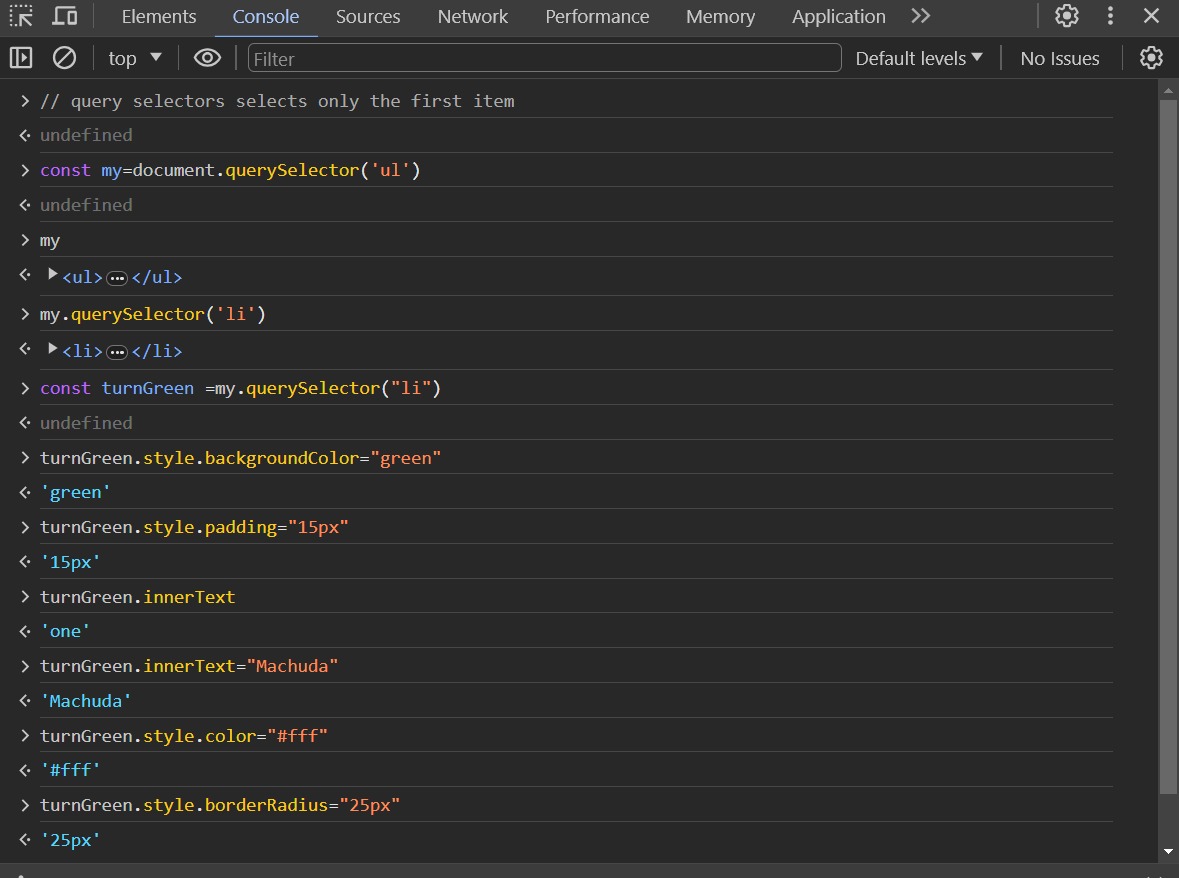 Elements Console Sources Network Performance Memory Application
top Filter Default levels No Issues
// query selectors selects only the first item
undefined
const my=document.querySelector('ul')
undefined
my
<ul>…</ul>
my.querySelector('li')
<li>…</li>
const turnGreen =my.querySelector("li")
undefined
turnGreen.style.backgroundColor="green"
'green'
turnGreen.style.padding="15px"
'15px'
turnGreen.innerText
'one'
turnGreen.innerText="Machuda"
'Machuda'
turnGreen.style.color="#fff"
'#fff'
turnGreen.style.borderRadius="25px"
'25px'